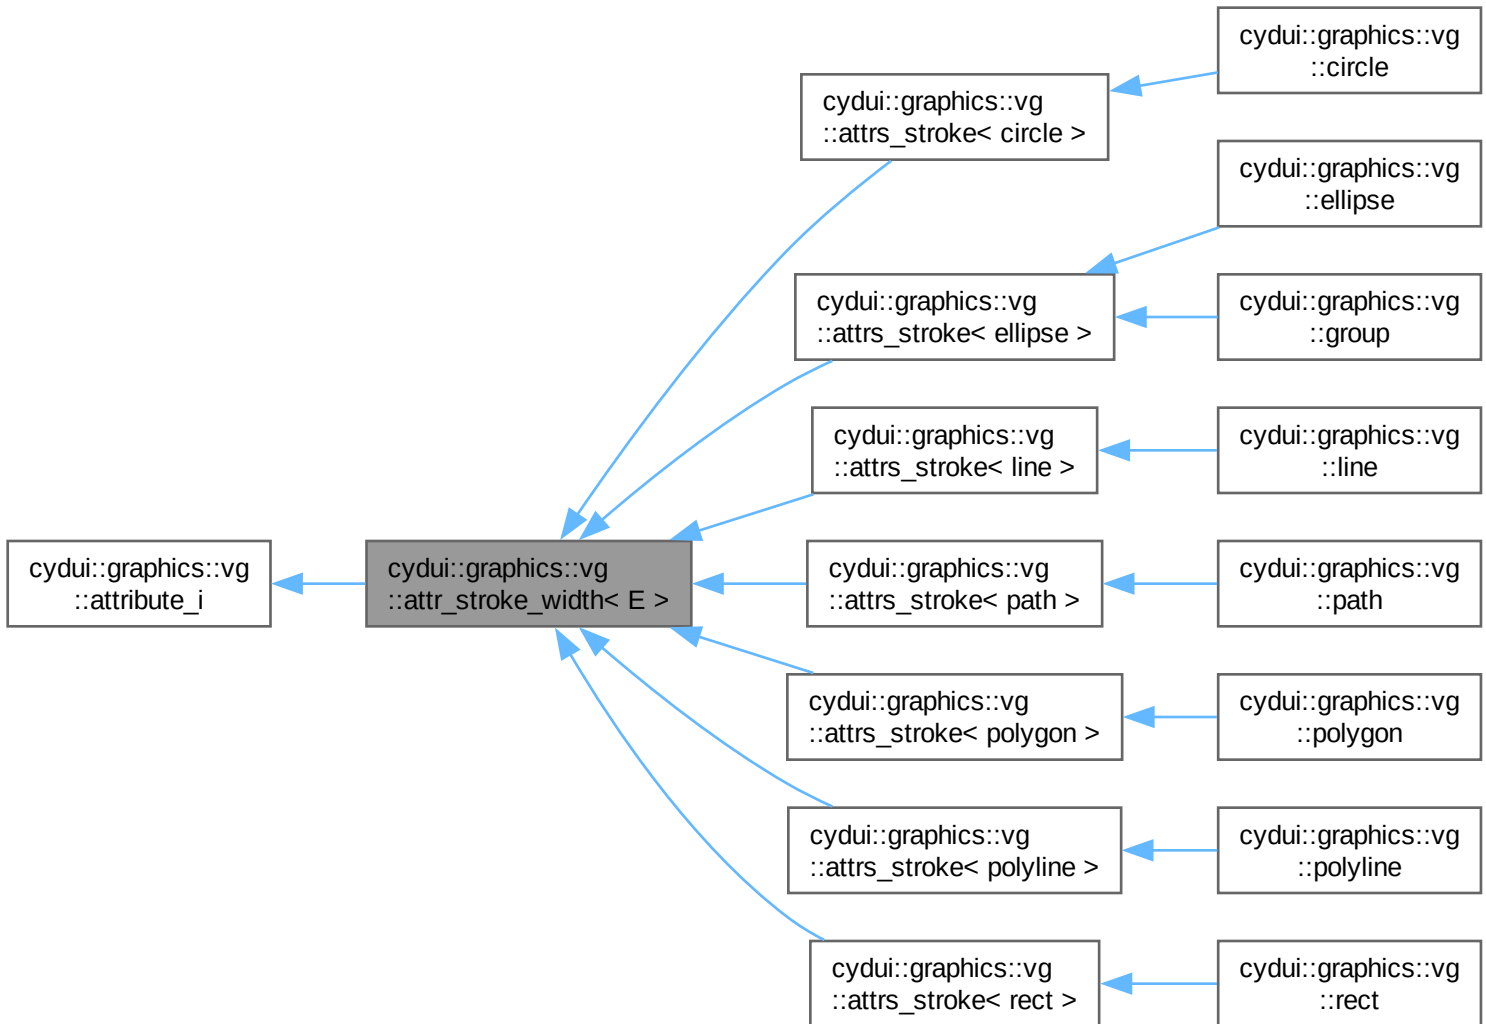 cydui::graphics::vg
::attribute_i
cydui::graphics::vg
::attr_stroke_width< E >
cydui::graphics::vg
::attrs_stroke< circle >
cydui::graphics::vg
::attrs_stroke< ellipse >
cydui::graphics::vg
::attrs_stroke< line >
cydui::graphics::vg
::attrs_stroke< path >
cydui::graphics::vg
::attrs_stroke< polygon >
cydui::graphics::vg
::attrs_stroke< polyline >
cydui::graphics::vg
::attrs_stroke< rect >
cydui::graphics::vg
::circle
cydui::graphics::vg
::ellipse
cydui::graphics::vg
::group
cydui::graphics::vg
::line
cydui::graphics::vg
::path
cydui::graphics::vg
::polygon
cydui::graphics::vg
::polyline
cydui::graphics::vg
::rect